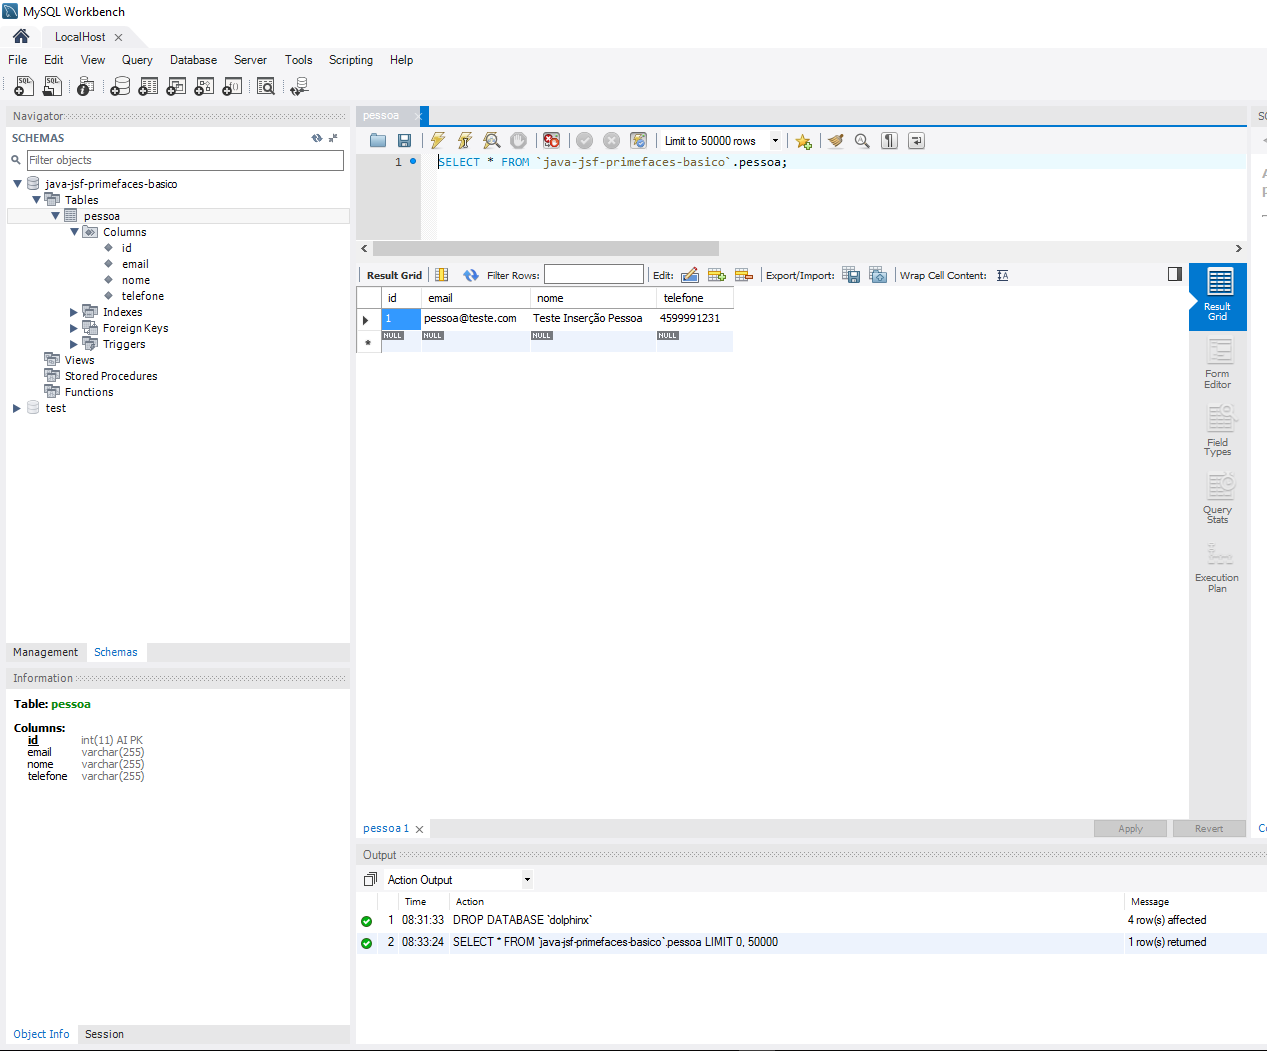 MySQL Workbench
LocalHost
File Edit View Query Database Server Tools Scripting Help
Navigator
SCHEMAS
Filter objects
java-jsf-primefaces-basico
Tables
pessoa
Columns
id
email
nome
telefone
Indexes
Foreign Keys
Triggers
Views
Stored Procedures
Functions
test
Management Schemas
Information
Table: pessoa
Columns:
id int(11) AI PK
email varchar(255)
nome varchar(255)
telefone varchar(255)
Object Info Session
pessoa
Limit to 50000 rows
1 SELECT * FROM `java-jsf-primefaces-basico`.pessoa;
Result Grid Filter Rows: Edit: Export/Import: Wrap Cell Content:
id email nome telefone
1 pessoa@teste.com Teste Inserção Pessoa 4599991231
NULL NULL NULL NULL
Result
Grid
Form
Editor
Field
Types
Query
Stats
Execution
Plan
pessoa 1
Apply Revert
Output
Action Output
Time Action Message
1 08:31:33 DROP DATABASE `dolphinx` 4 row(s) affected
2 08:33:24 SELECT * FROM `java-jsf-primefaces-basico`.pessoa LIMIT 0, 50000 1 row(s) returned